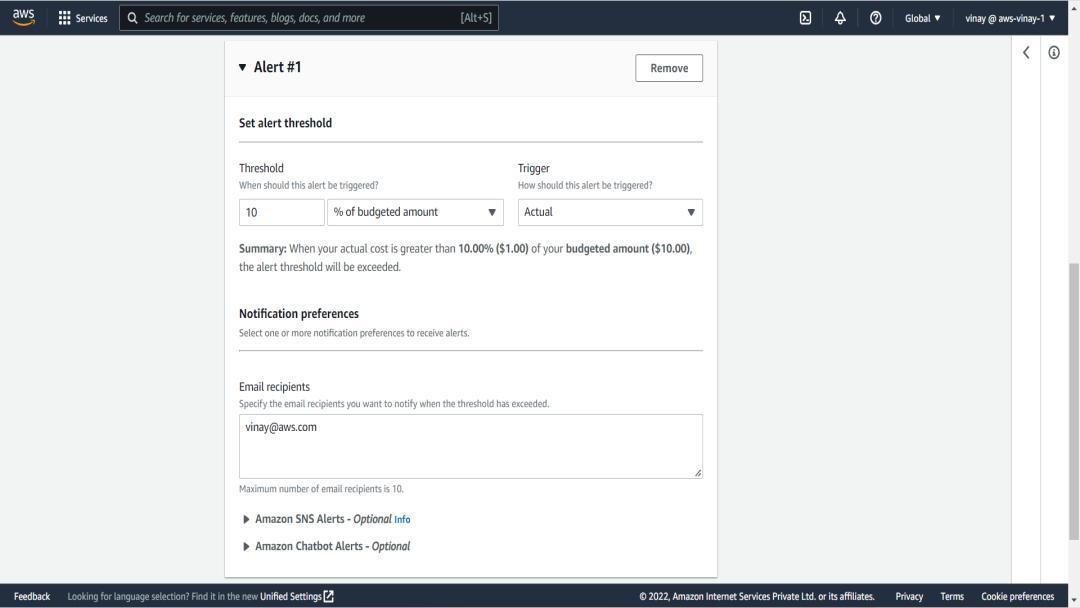 aws
Services
Search for services, features, blogs, docs, and more
[Alt+S]
Global
vinay @ aws-vinay-1
Alert #1
Remove
Set alert threshold
Threshold
When should this alert be triggered?
Trigger
How should this alert be triggered?
10
% of budgeted amount
Actual
Summary: When your actual cost is greater than 10.00% ($1.00) of your budgeted amount ($10.00),
the alert threshold will be exceeded.
Notification preferences
Select one or more notification preferences to receive alerts.
Email recipients
Specify the email recipients you want to notify when the threshold has exceeded.
vinay@aws.com
Maximum number of email recipients is 10.
Amazon SNS Alerts - Optional Info
Amazon Chatbot Alerts - Optional
Feedback
Looking for language selection? Find it in the new Unified Settings
© 2022, Amazon Internet Services Private Ltd. or its affiliates.
Privacy
Terms
Cookie preferences